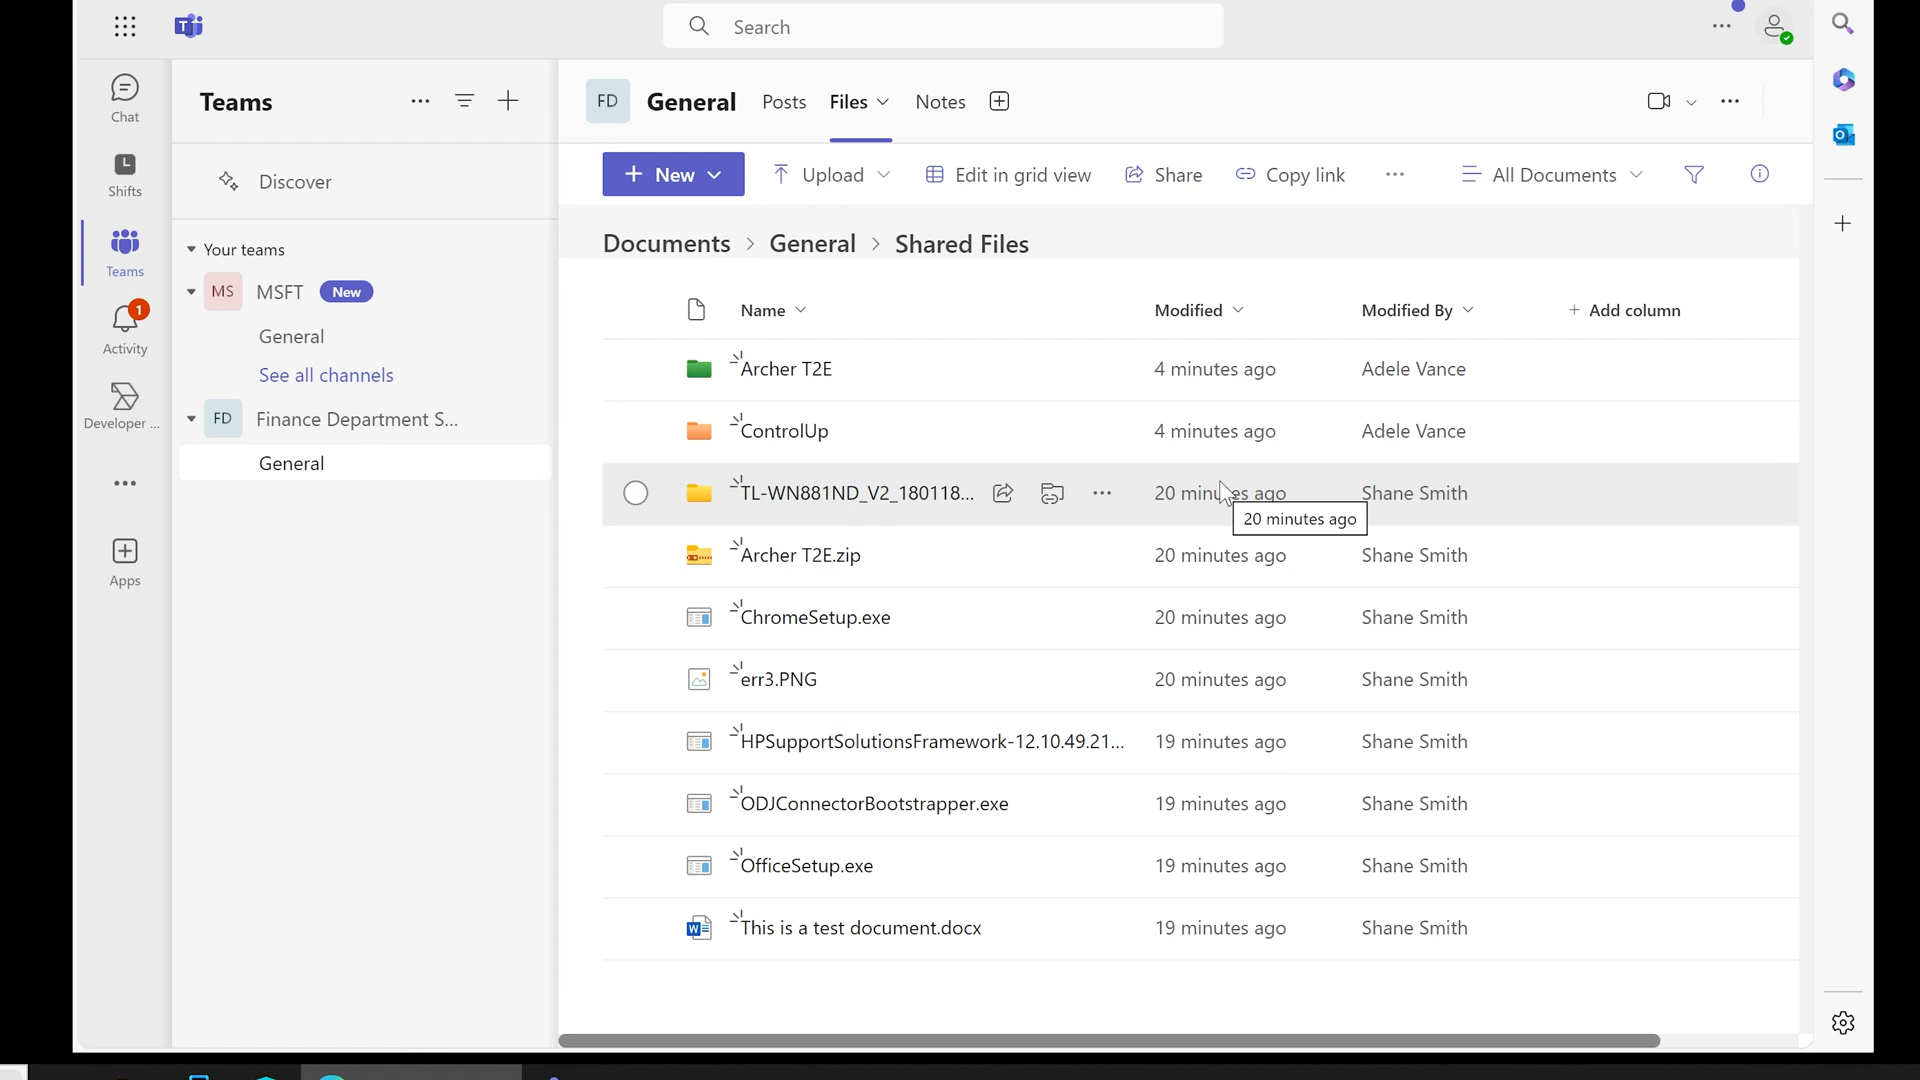 Search
Chat
Shifts
Teams
1
Activity
Developer ...
Apps
Teams
Discover
Your teams
MS MSFT New
General
See all channels
FD Finance Department S...
General
FD General Posts Files Notes
New Upload Edit in grid view Share Copy link All Documents
Documents > General > Shared Files
Name Modified Modified By + Add column
Archer T2E 4 minutes ago Adele Vance
ControlUp 4 minutes ago Adele Vance
TL-WN881ND_V2_180118... 20 minutes ago Shane Smith
20 minutes ago
Archer T2E.zip 20 minutes ago Shane Smith
ChromeSetup.exe 20 minutes ago Shane Smith
err3.PNG 20 minutes ago Shane Smith
HPSupportSolutionsFramework-12.10.49.21... 19 minutes ago Shane Smith
ODJConnectorBootstrapper.exe 19 minutes ago Shane Smith
OfficeSetup.exe 19 minutes ago Shane Smith
This is a test document.docx 19 minutes ago Shane Smith